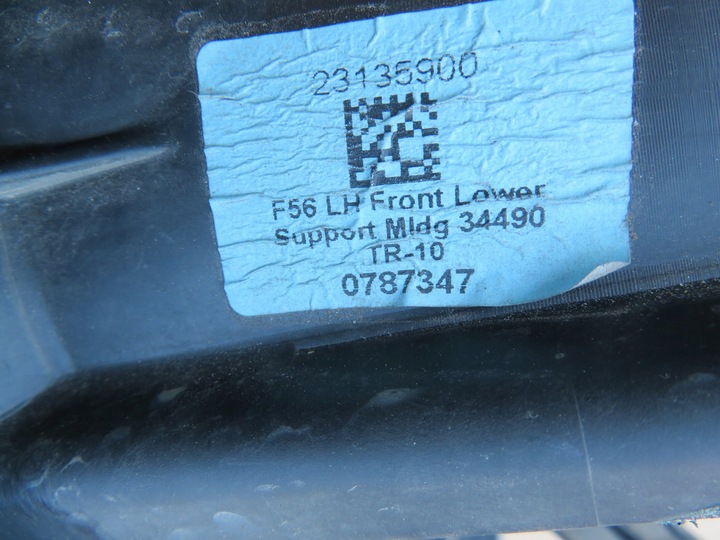 23135900
F56 LH Front Lower
Support Mldg 34490
TR-10
0787347